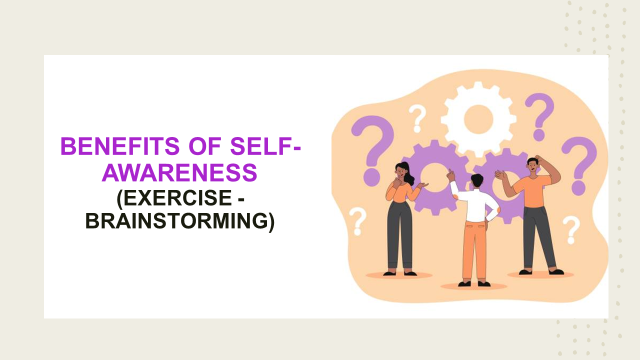 BENEFITS OF SELF-
AWARENESS
(EXERCISE -
BRAINSTORMING)